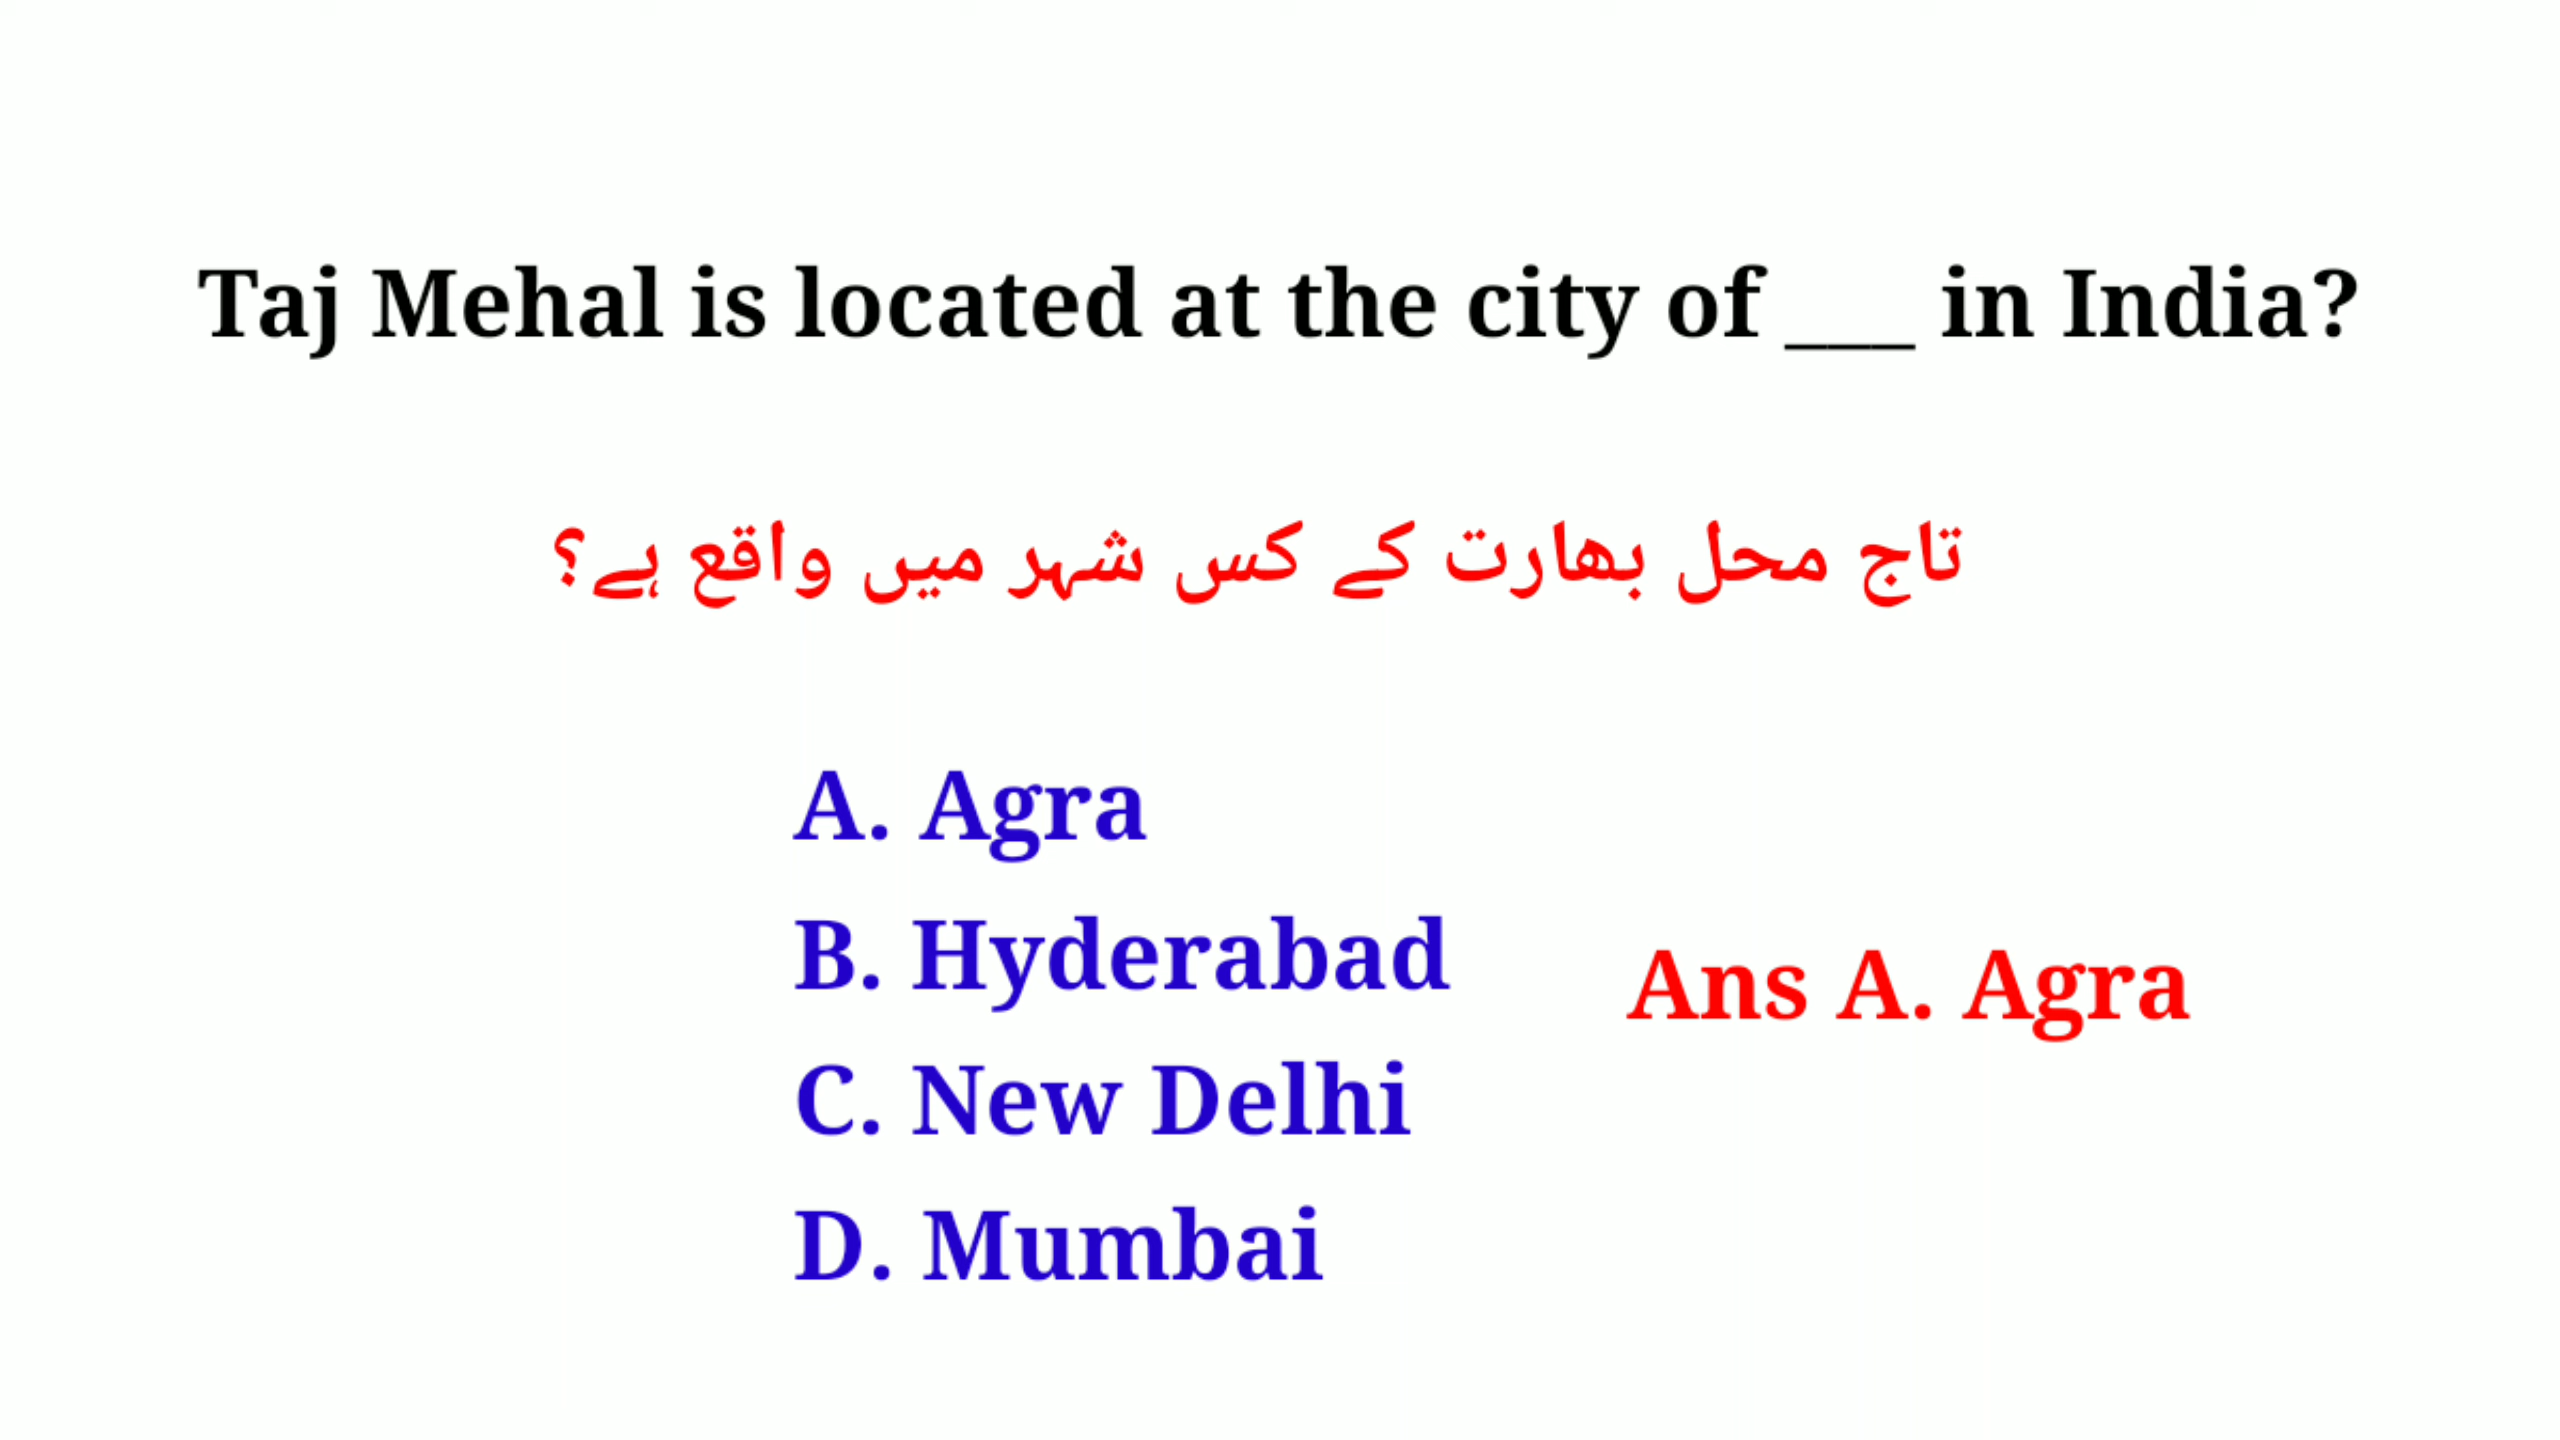 Taj Mehal is located at the city of ___ in India?
تاج محل بھارت کے کس شہر میں واقع ہے؟
A. Agra
B. Hyderabad
Ans A. Agra
C. New Delhi
D. Mumbai